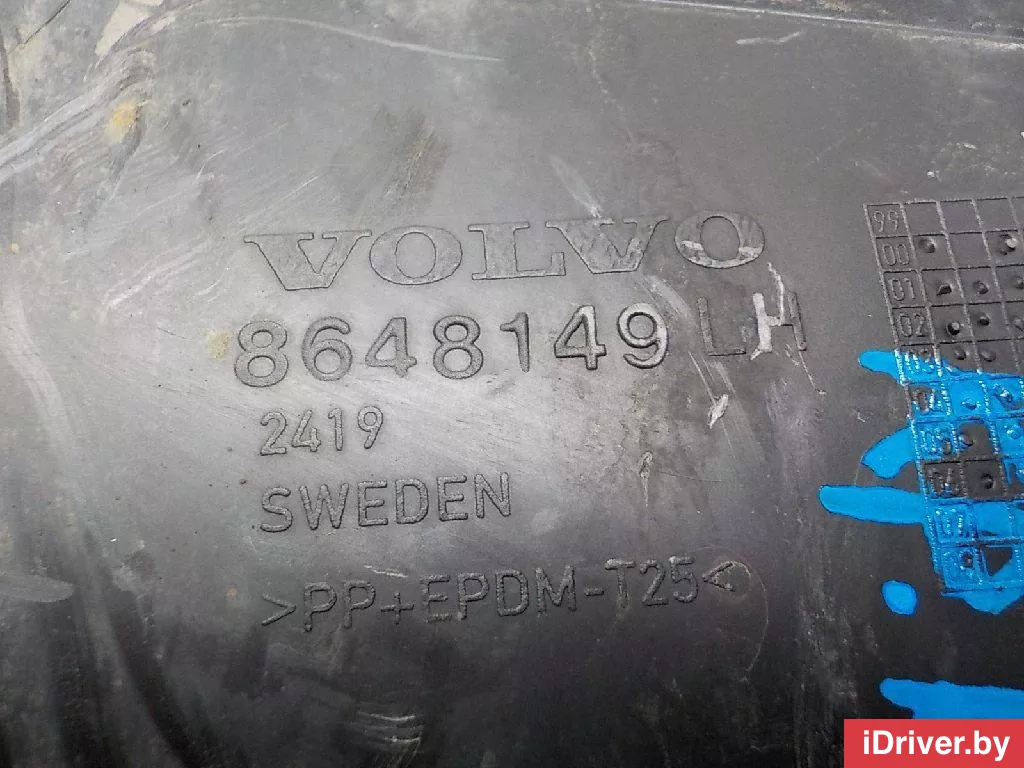 VOLVO
8648149 LH
2419
SWEDEN
>PP+EPDM-T25<
99
00
01
02
iDriver.by